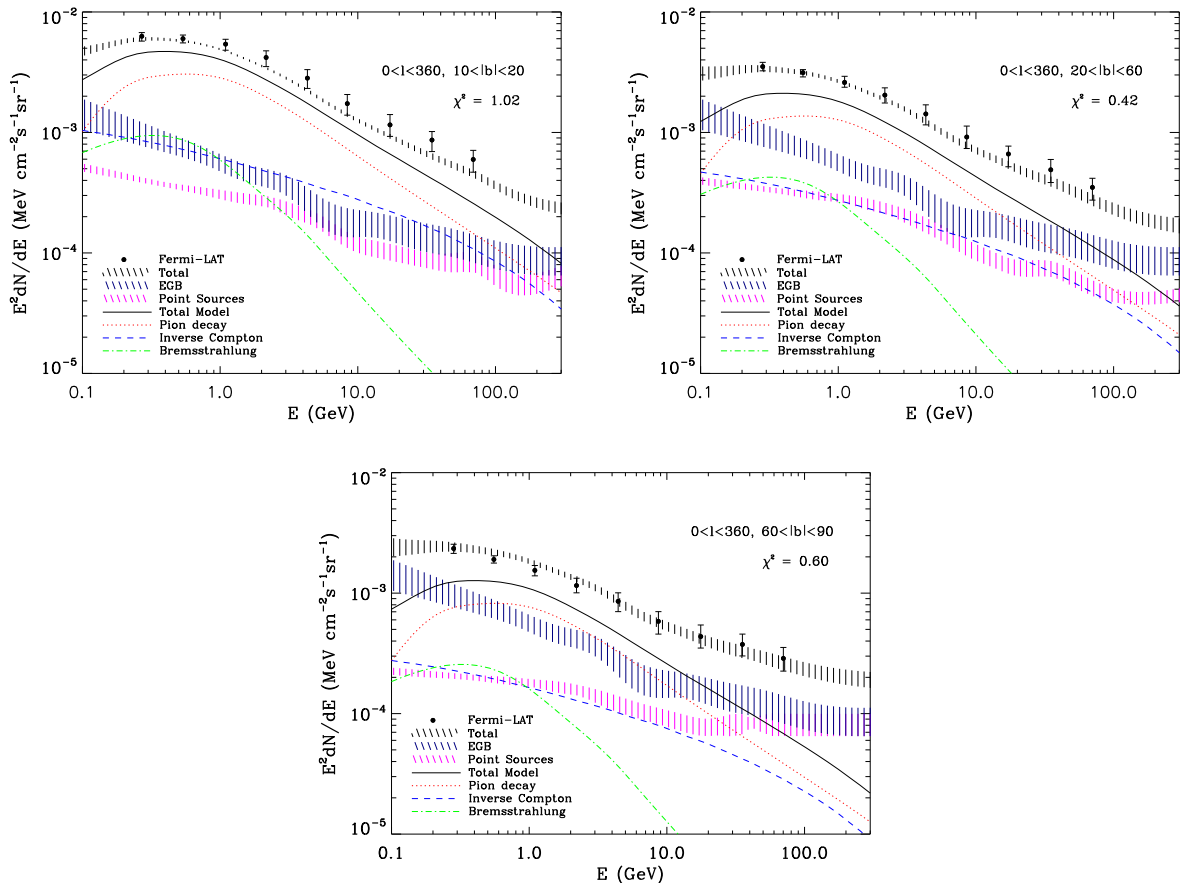 E²dN/dE (MeV cm⁻²s⁻¹sr⁻¹)
10⁻²
10⁻³
10⁻⁴
10⁻⁵
0<l<360, 10<|b|<20
χ² = 1.02
Fermi-LAT
Total
EGB
Point Sources
Total Model
Pion decay
Inverse Compton
Bremsstrahlung
0.1 1.0 10.0 100.0
E (GeV)
E²dN/dE (MeV cm⁻²s⁻¹sr⁻¹)
10⁻²
10⁻³
10⁻⁴
10⁻⁵
0<l<360, 20<|b|<60
χ² = 0.42
Fermi-LAT
Total
EGB
Point Sources
Total Model
Pion decay
Inverse Compton
Bremsstrahlung
0.1 1.0 10.0 100.0
E (GeV)
E²dN/dE (MeV cm⁻²s⁻¹sr⁻¹)
10⁻²
10⁻³
10⁻⁴
10⁻⁵
0<l<360, 60<|b|<90
χ² = 0.60
Fermi-LAT
Total
EGB
Point Sources
Total Model
Pion decay
Inverse Compton
Bremsstrahlung
0.1 1.0 10.0 100.0
E (GeV)